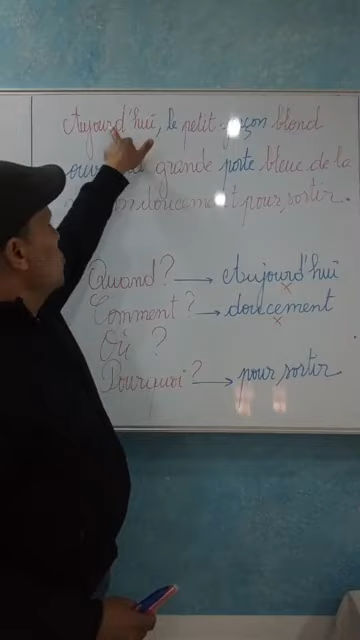 Aujourd'hui, le petit garçon blond
ouvre la grande porte bleue de la
maison doucement pour sortir.
Quand ? → Aujourd'hui
Comment ? → doucement
Où ?
Pourquoi ? → pour sortir.